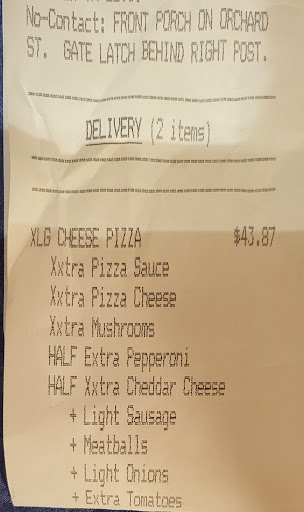 No-Contact: FRONT PORCH ON ORCHARD
ST. GATE LATCH BEHIND RIGHT POST.
DELIVERY (2 items)
XLG CHEESE PIZZA $43.87
Xxtra Pizza Sauce
Xxtra Pizza Cheese
Xxtra Mushrooms
HALF Extra Pepperoni
HALF Xxtra Cheddar Cheese
+ Light Sausage
+ Meatballs
+ Light Onions
+ Extra Tomatoes